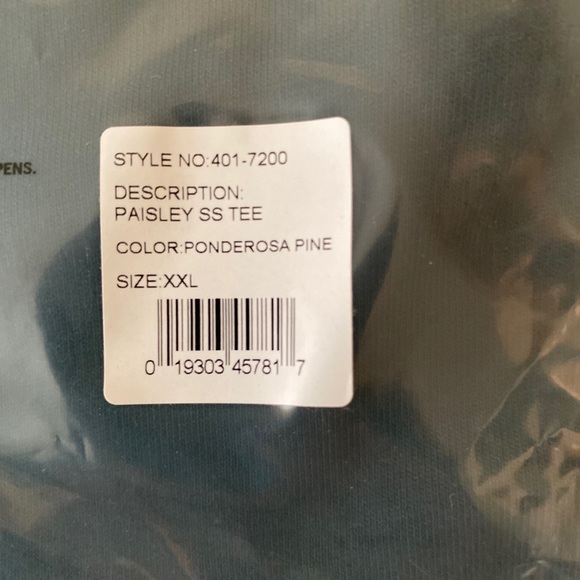 PENS.
STYLE NO:401-7200
DESCRIPTION:
PAISLEY SS TEE
COLOR:PONDEROSA PINE
SIZE:XXL
0 19303 45781 7